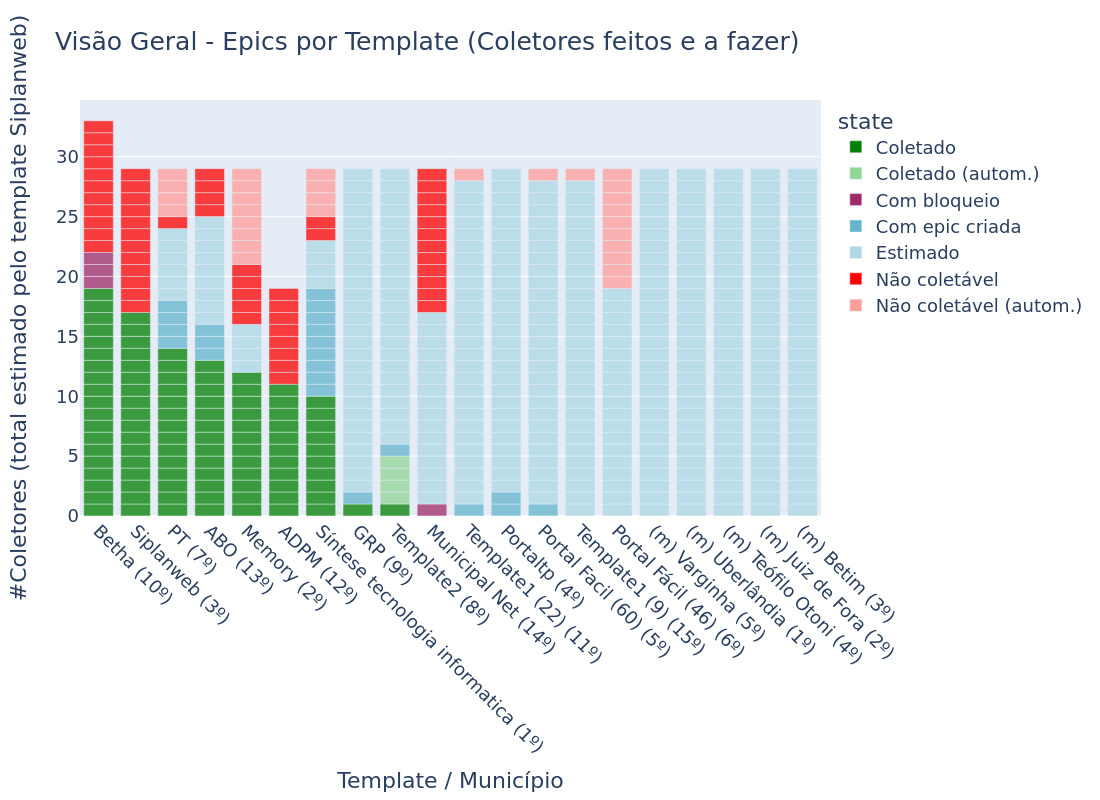 Visão Geral - Epics por Template (Coletores feitos e a fazer)
#Coletores (total estimado pelo template Siplanweb)
30
25
20
15
10
5
0
Betha (10º)
Siplanweb (3º)
PT (7º)
ABO (13º)
Memory (2º)
ADPM (12º)
Síntese tecnologia informatica (1º)
GRP (9º)
Template2 (8º)
Municipal Net (14º)
Template1 (22) (11º)
Portaltp (4º)
Portal Facil (60) (5º)
Template1 (9) (15º)
Portal Fácil (46) (6º)
(m) Varginha (5º)
(m) Uberlândia (1º)
(m) Teófilo Otoni (4º)
(m) Juiz de Fora (2º)
(m) Betim (3º)
Template / Município
state
Coletado
Coletado (autom.)
Com bloqueio
Com epic criada
Estimado
Não coletável
Não coletável (autom.)